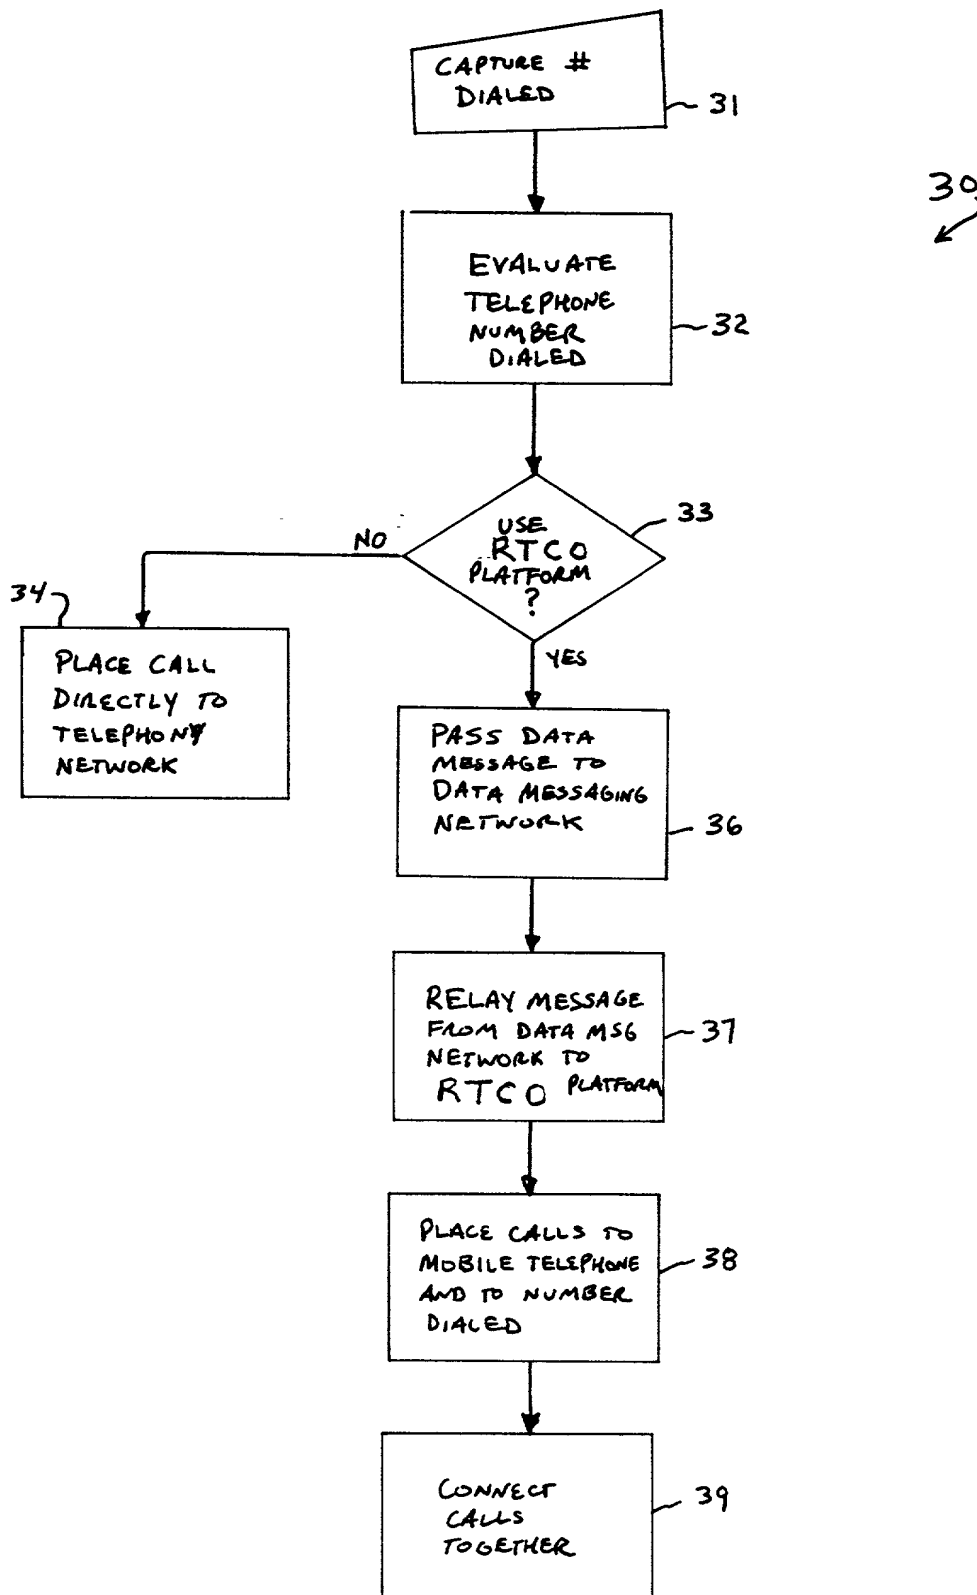 CAPTURE #
DIALED
31
30
EVALUATE
TELEPHONE
NUMBER
DIALED
32
USE
RTCO
PLATFORM
?
33
NO
34
PLACE CALL
DIRECTLY TO
TELEPHONY
NETWORK
YES
PASS DATA
MESSAGE TO
DATA MESSAGING
NETWORK
36
RELAY MESSAGE
FROM DATA MSG
NETWORK TO
RTCO PLATFORM
37
PLACE CALLS TO
MOBILE TELEPHONE
AND TO NUMBER
DIALED
38
CONNECT
CALLS
TOGETHER
39